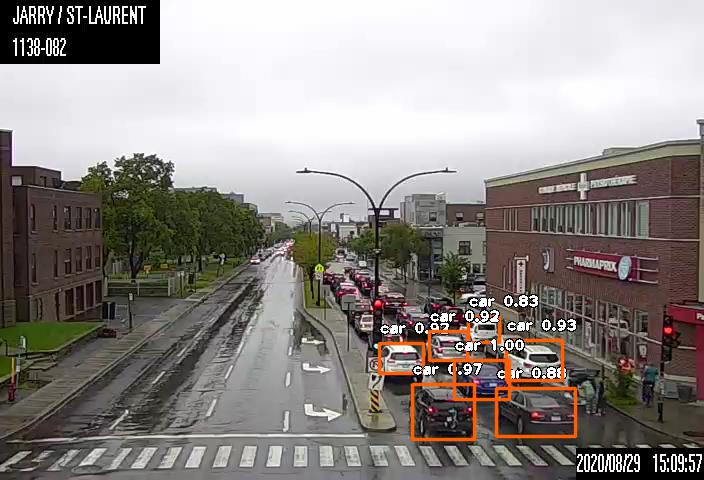 JARRY / ST-LAURENT
1138-082
PHARMAPRIX
car 0.83
car 0.92
car 0.92
car 0.93
car 1.00
car 0.97
car 0.88
2020/08/29 15:09:57